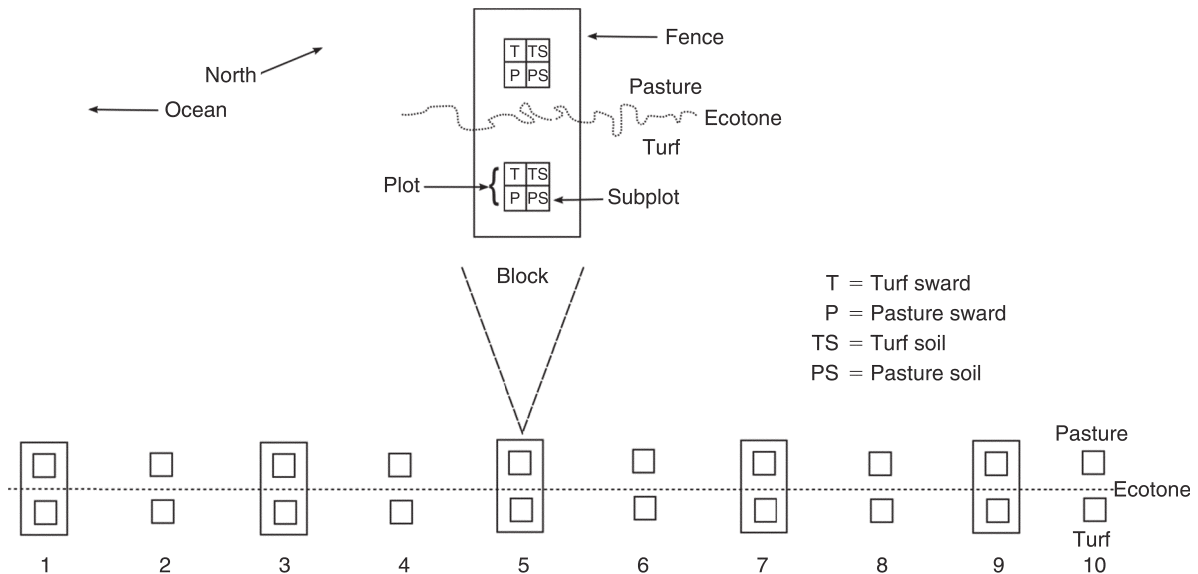 Fence
T TS
P PS
North
Ocean
Pasture
Ecotone
Turf
T TS
P PS
Plot
Subplot
Block
T = Turf sward
P = Pasture sward
TS = Turf soil
PS = Pasture soil
Pasture
Ecotone
Turf
1 2 3 4 5 6 7 8 9 10